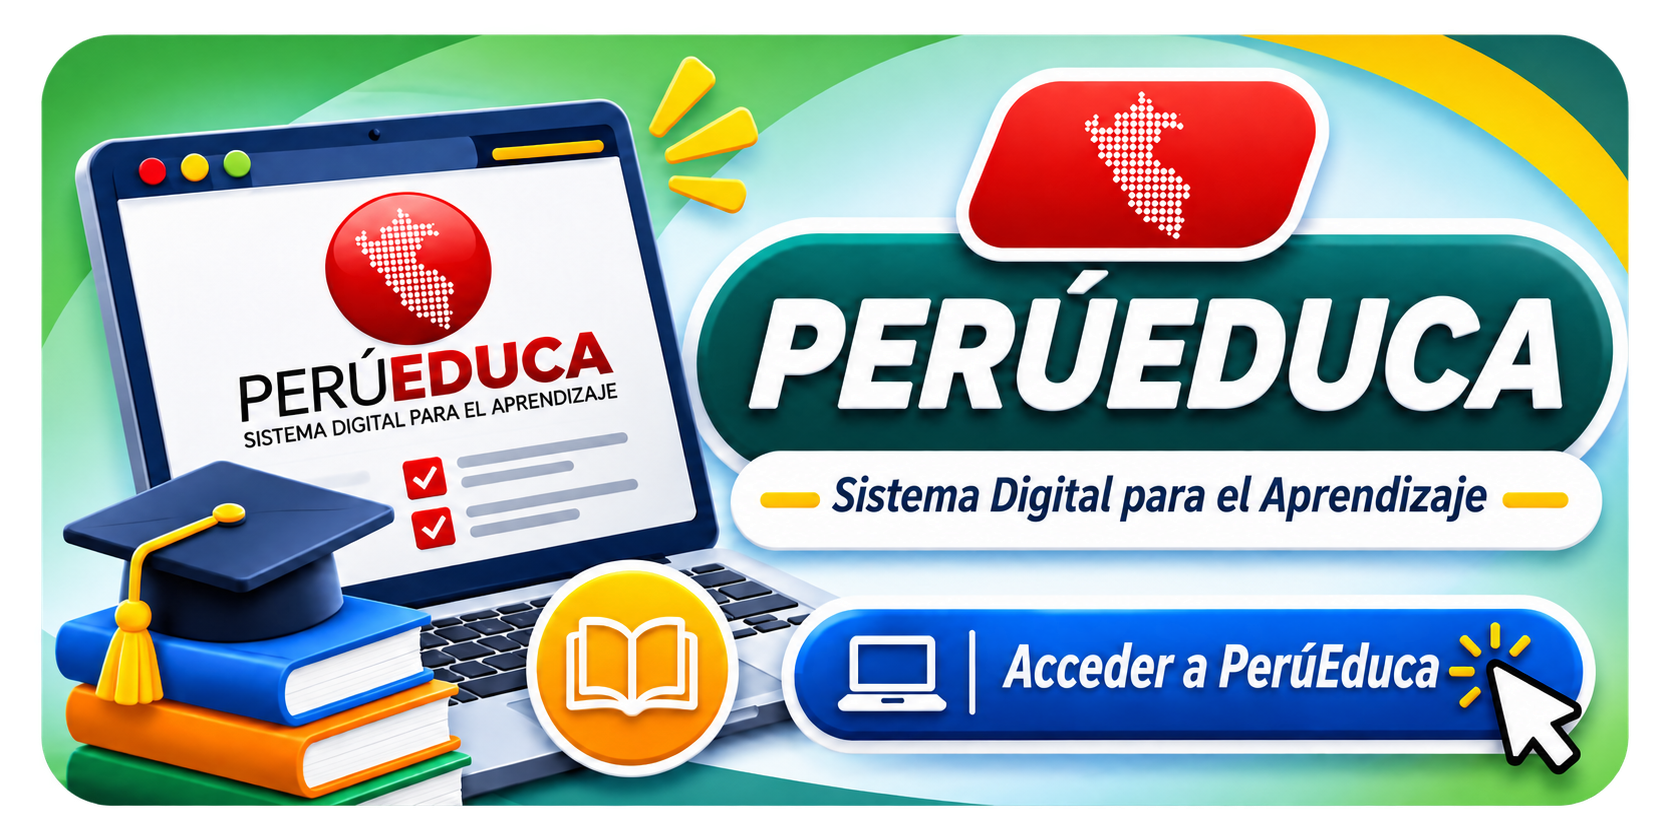 PERÚEDUCA
SISTEMA DIGITAL PARA EL APRENDIZAJE
PERÚEDUCA
Sistema Digital para el Aprendizaje
Acceder a PerúEduca